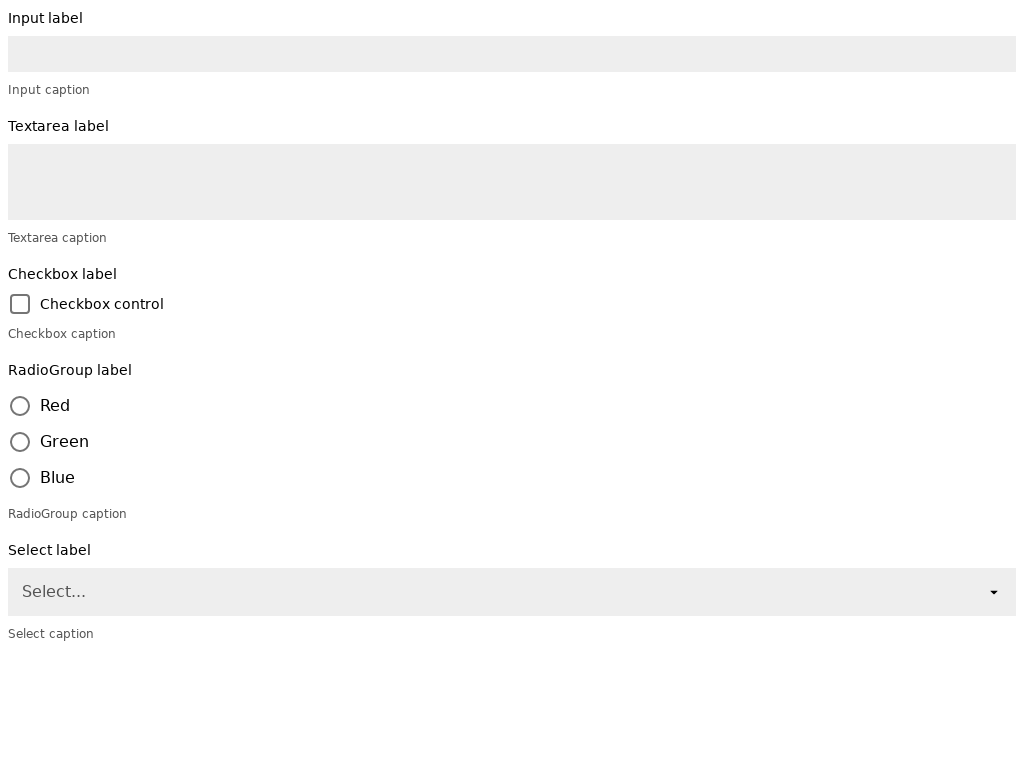 Input label
Input caption
Textarea label
Textarea caption
Checkbox label
Checkbox control
Checkbox caption
RadioGroup label
Red
Green
Blue
RadioGroup caption
Select label
Select...
Select caption